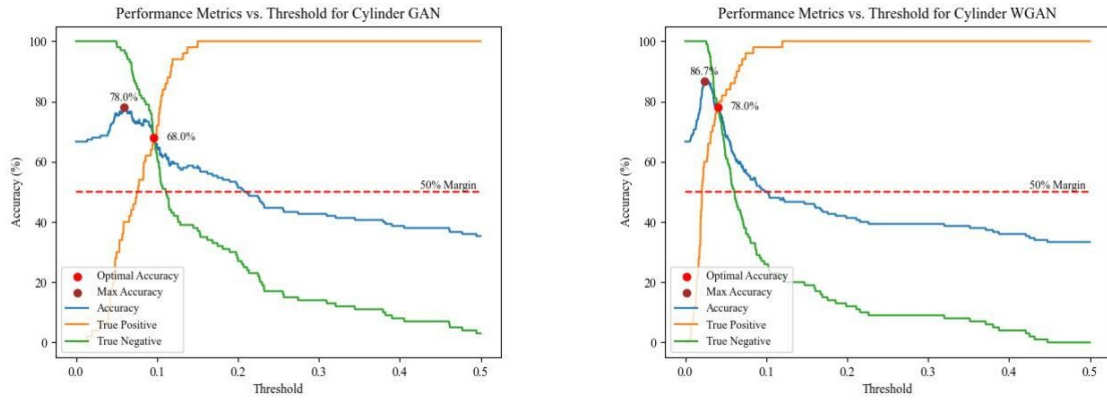 Performance Metrics vs. Threshold for Cylinder GAN
100
80
60
40
20
0
Accuracy (%)
78.0%
68.0%
50% Margin
Optimal Accuracy
Max Accuracy
Accuracy
True Positive
True Negative
0.0 0.1 0.2 0.3 0.4 0.5
Threshold
Performance Metrics vs. Threshold for Cylinder WGAN
100
80
60
40
20
0
Accuracy (%)
86.7%
78.0%
50% Margin
Optimal Accuracy
Max Accuracy
Accuracy
True Positive
True Negative
0.0 0.1 0.2 0.3 0.4 0.5
Threshold